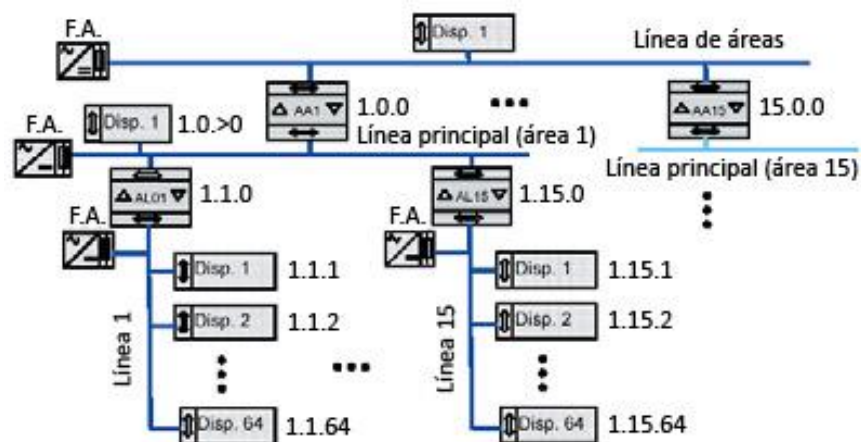 F.A.
Disp. 1
Línea de áreas
F.A.
Disp. 1
1.0.>0
AA1
1.0.0
AA15
15.0.0
Línea principal (área 1)
Línea principal (área 15)
AL01
1.1.0
AL15
1.15.0
F.A.
F.A.
Disp. 1
1.1.1
Disp. 1
1.15.1
Línea 1
Disp. 2
1.1.2
Línea 15
Disp. 2
1.15.2
Disp. 64
1.1.64
Disp. 64
1.15.64